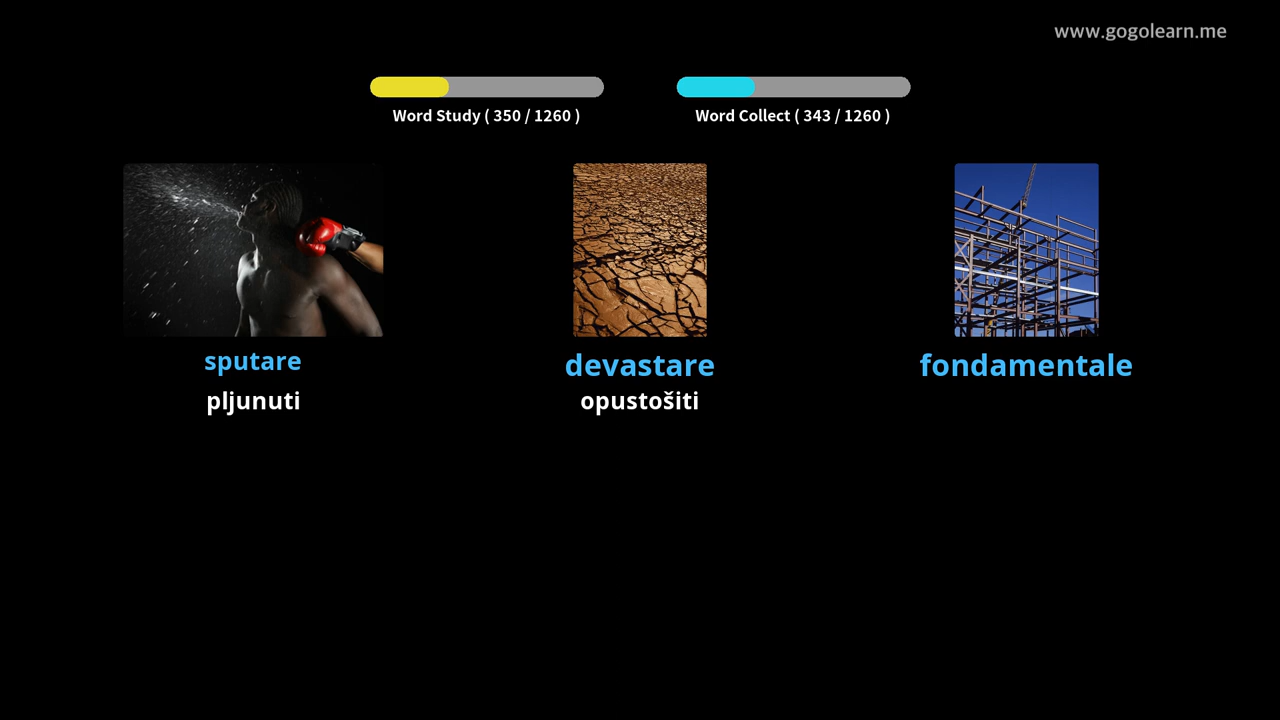 www.gogolearn.me
Word Study ( 350 / 1260 )
Word Collect ( 343 / 1260 )
sputare
pljunuti
devastare
opustošiti
fondamentale